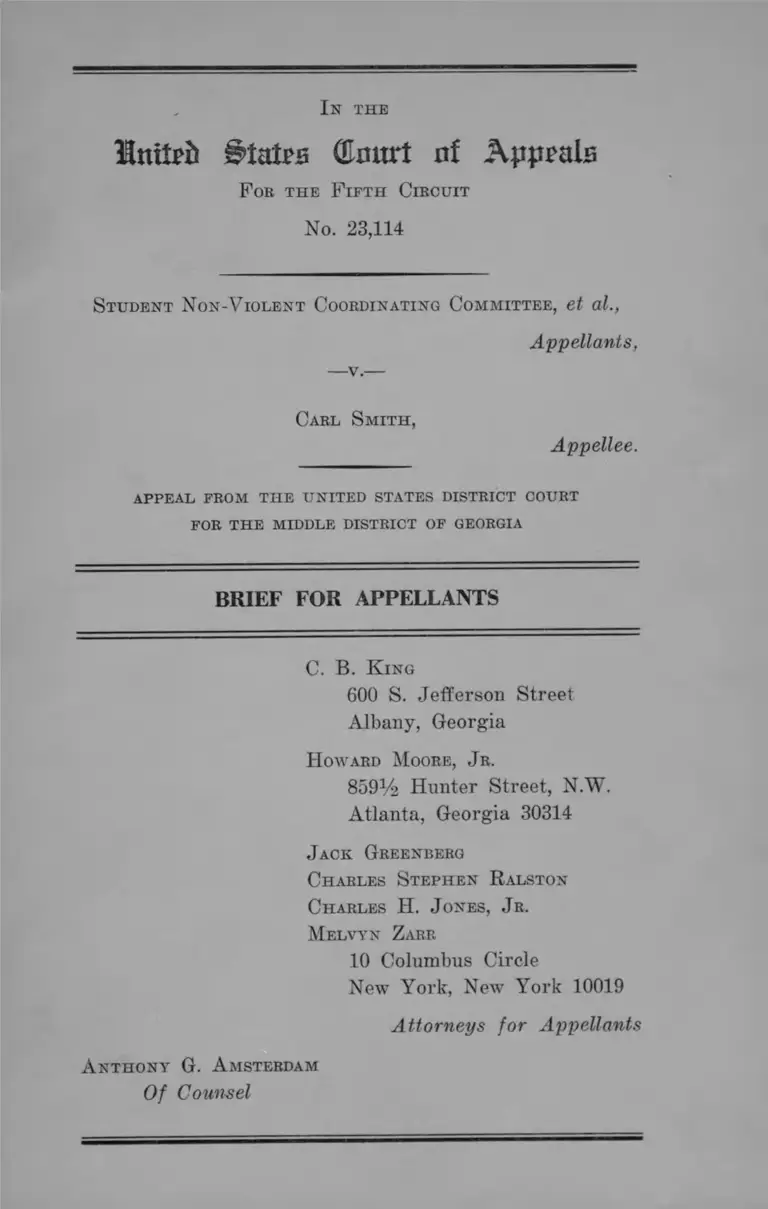 IN THE
United States Court of Appeals
FOR THE FIFTH CIRCUIT
No. 23,114
STUDENT NON-VIOLENT COORDINATING COMMITTEE, et al.,
Appellants,
—v.—
CARL SMITH,
Appellee.
APPEAL FROM THE UNITED STATES DISTRICT COURT
FOR THE MIDDLE DISTRICT OF GEORGIA
BRIEF FOR APPELLANTS
C. B. KING
600 S. Jefferson Street
Albany, Georgia
HOWARD MOORE, JR.
859½ Hunter Street, N.W.
Atlanta, Georgia 30314
JACK GREENBERG
CHARLES STEPHEN RALSTON
CHARLES H. JONES, JR.
MELVYN ZARR
10 Columbus Circle
New York, New York 10019
Attorneys for Appellants
ANTHONY G. AMSTERDAM
Of Counsel